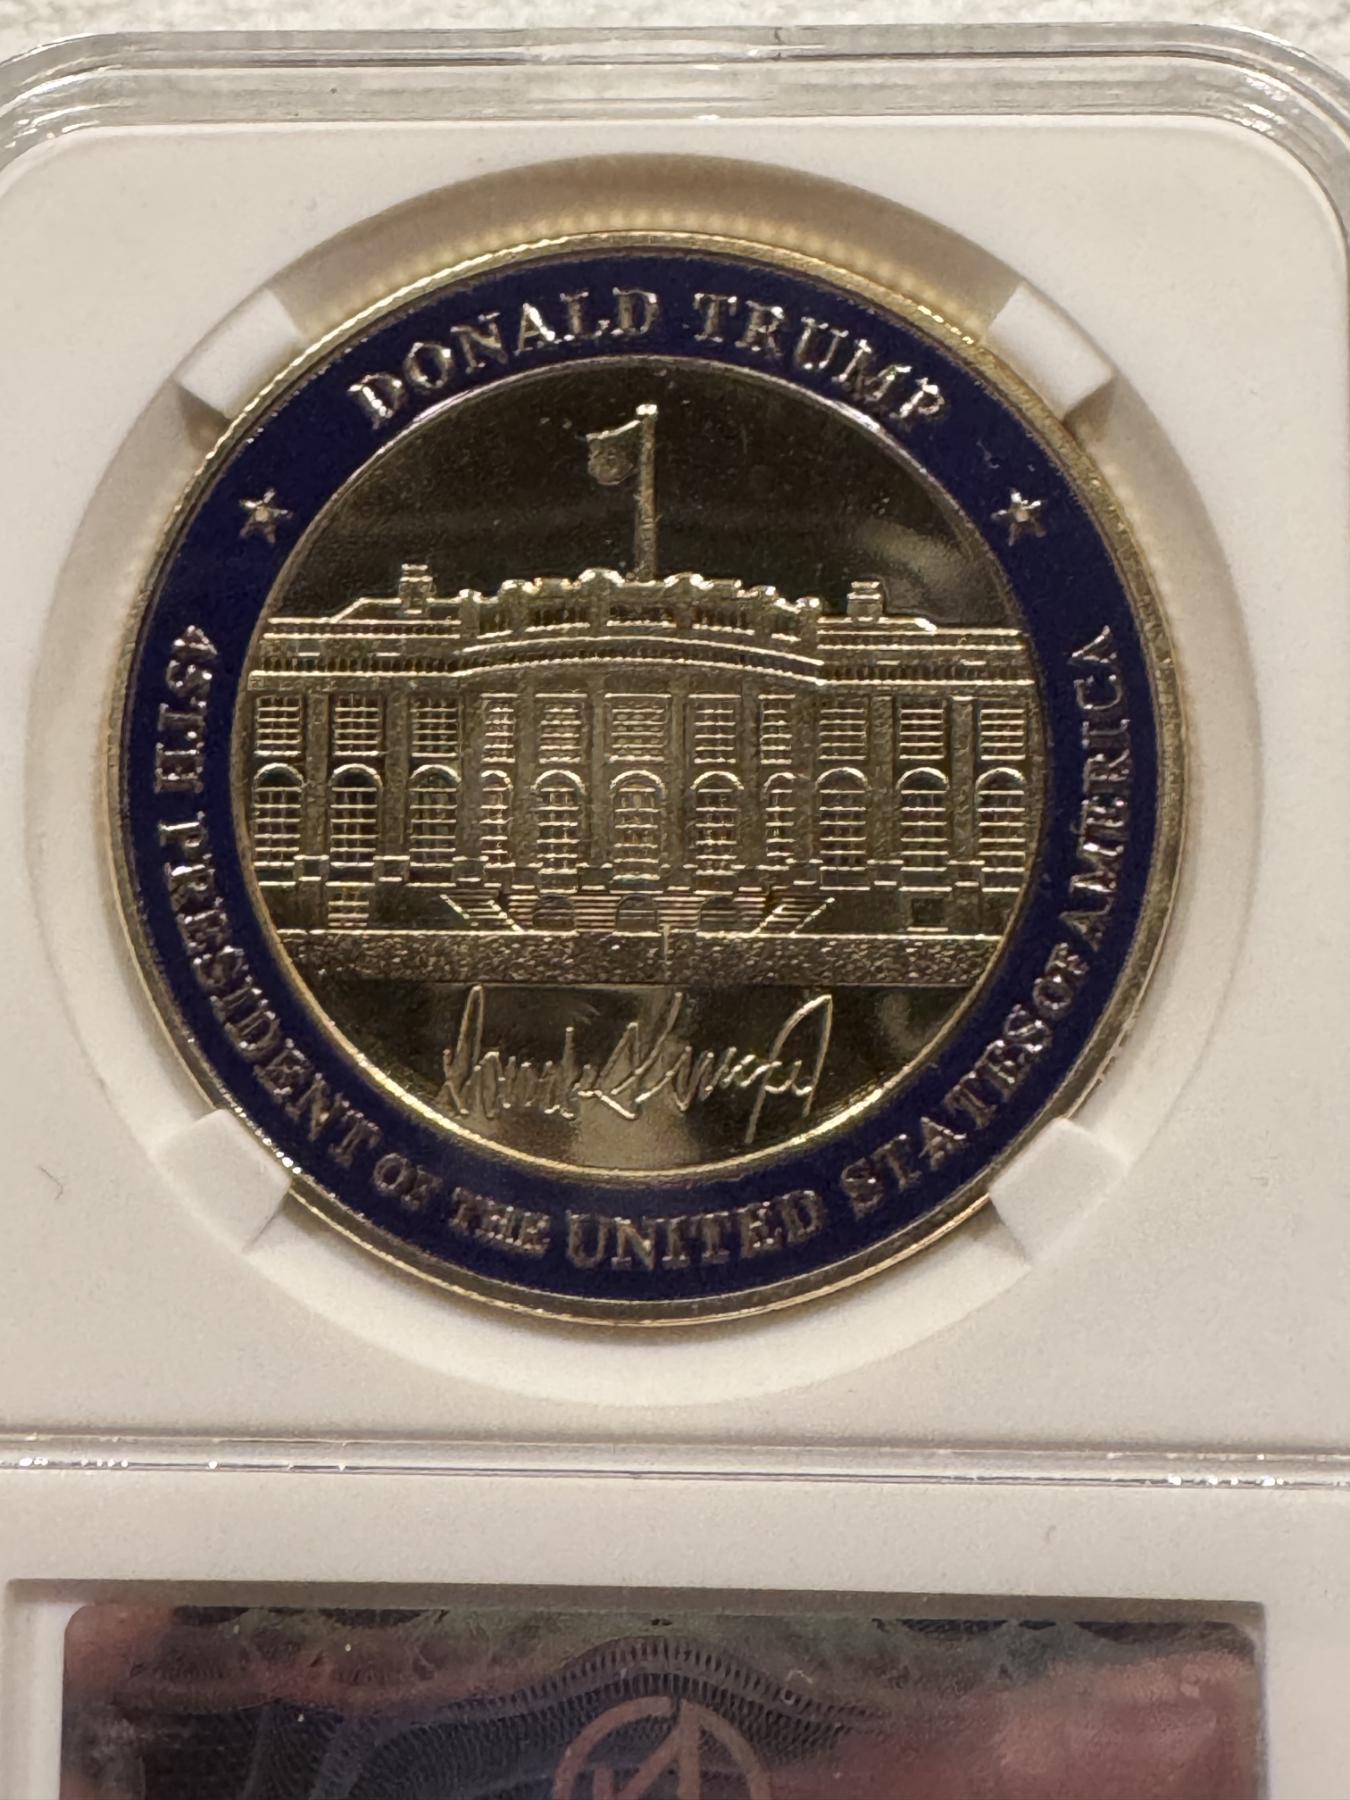 DONALD TRUMP
45TH PRESIDENT OF THE UNITED STATES OF AMERICA